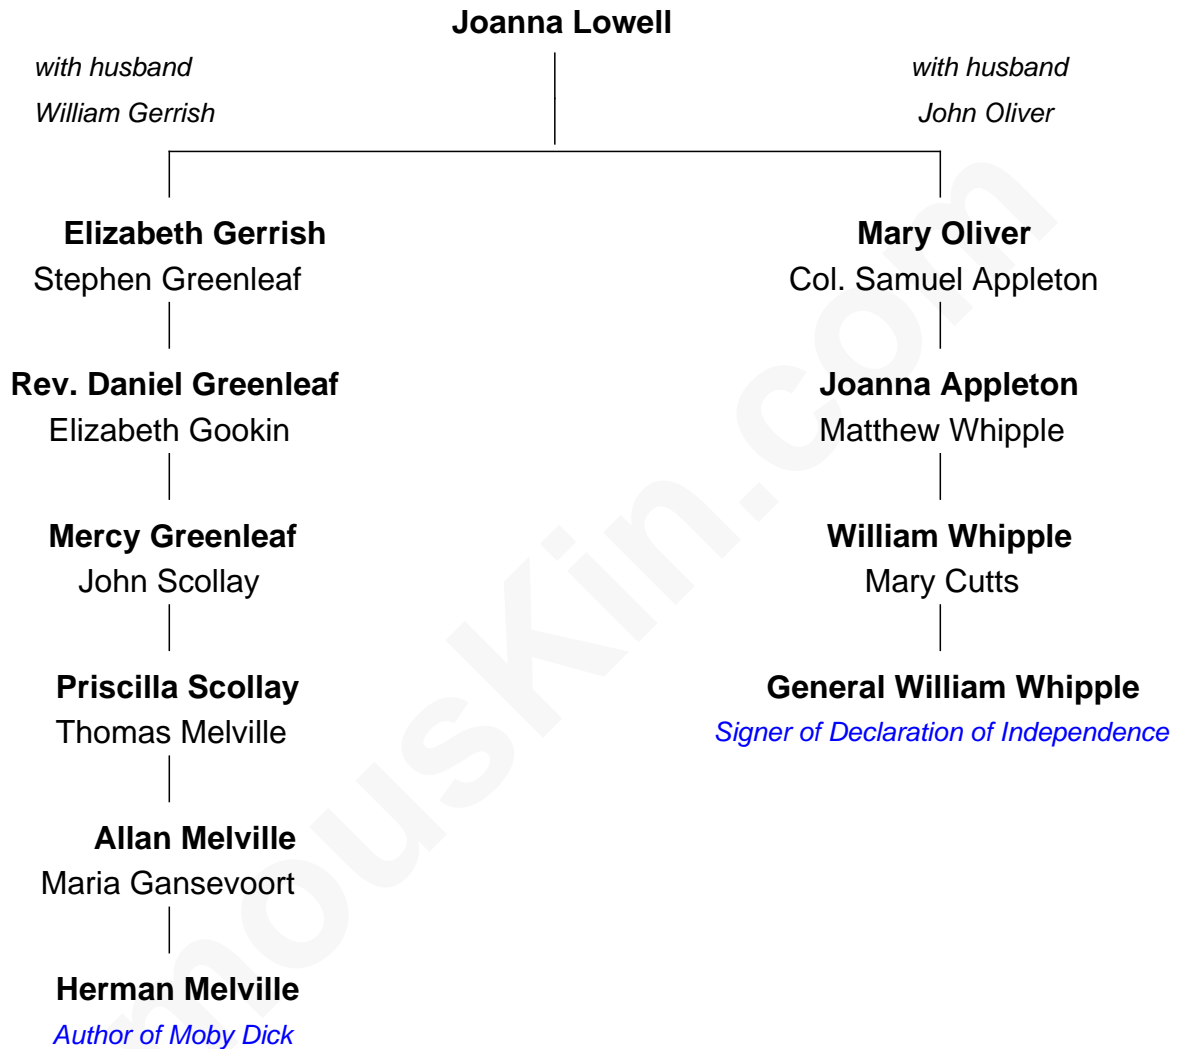 Joanna Lowell
with husband
William Gerrish
with husband
John Oliver
Elizabeth Gerrish
Stephen Greenleaf
Mary Oliver
Col. Samuel Appleton
Rev. Daniel Greenleaf
Elizabeth Gookin
Joanna Appleton
Matthew Whipple
Mercy Greenleaf
John Scollay
William Whipple
Mary Cutts
Priscilla Scollay
Thomas Melville
General William Whipple
Signer of Declaration of Independence
Allan Melville
Maria Gansevoort
Herman Melville
Author of Moby Dick
mousKin.com